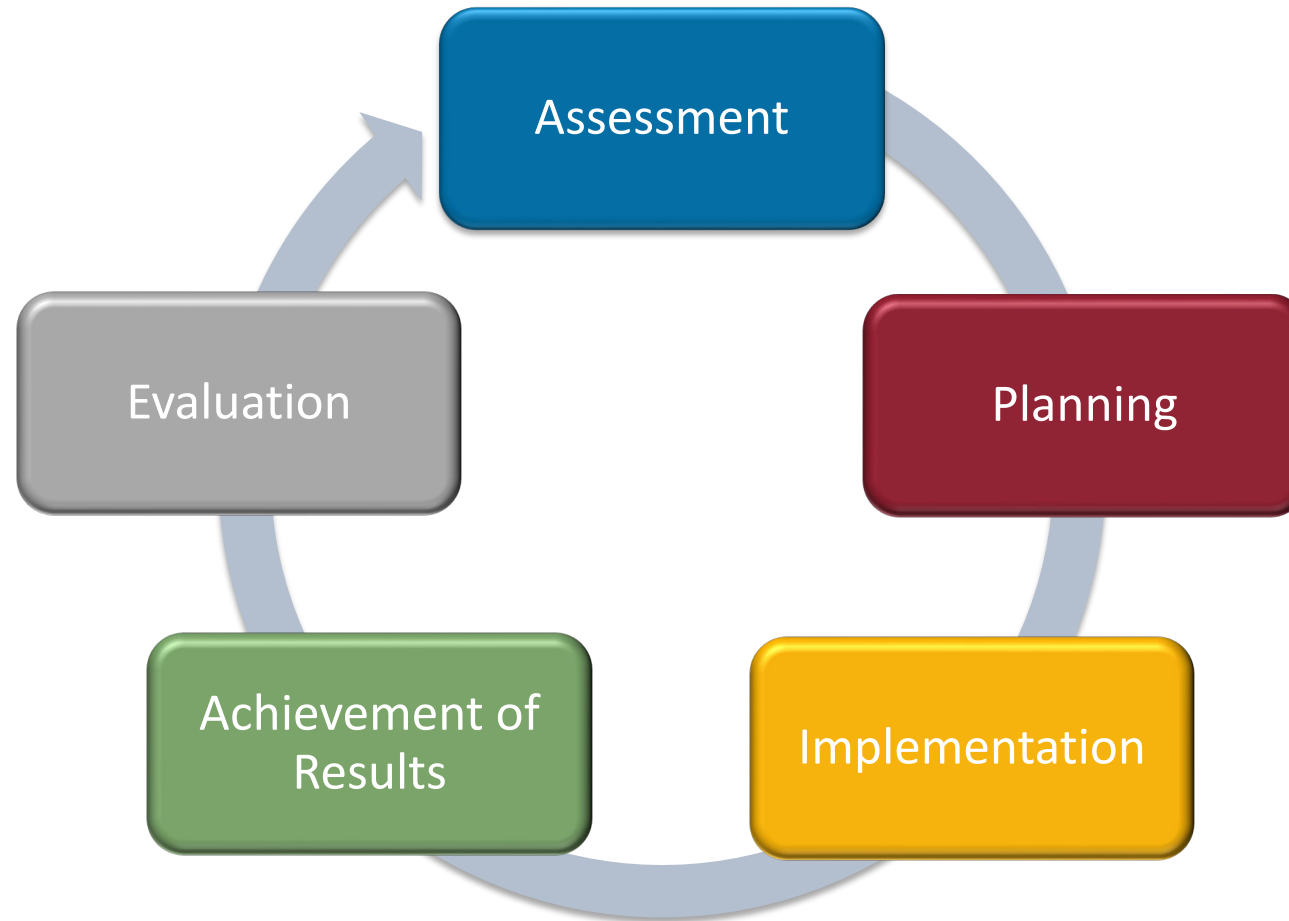 Assessment
Planning
Implementation
Achievement of
Results
Evaluation